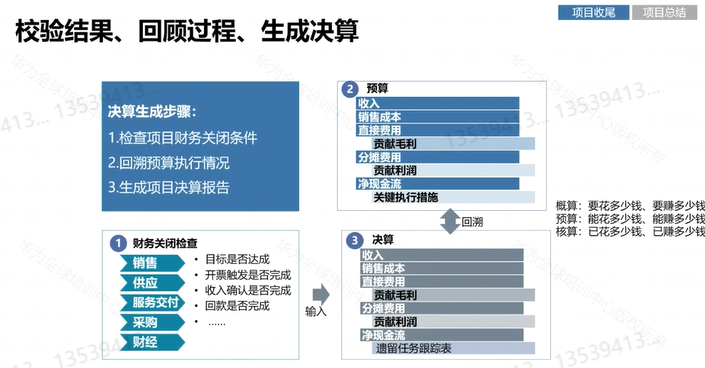 校验结果、回顾过程、生成决算
项目收尾
项目总结
决算生成步骤：
1.检查项目财务关闭条件
2.回溯预算执行情况
3.生成项目决算报告
2 预算
收入
销售成本
直接费用
贡献毛利
分摊费用
贡献利润
净现金流
关键执行措施
回溯
概算：要花多少钱、要赚多少钱
预算：能花多少钱、能赚多少钱
核算：已花多少钱、已赚多少钱
1 财务关闭检查
销售
供应
服务交付
采购
财经
• 目标是否达成
• 开票触发是否完成
• 收入确认是否完成
• 回款是否完成
• ……
输入
3 决算
收入
销售成本
直接费用
贡献毛利
分摊费用
贡献利润
净现金流
遗留任务跟踪表
13539413...
13539413...
13539413...
13539413...